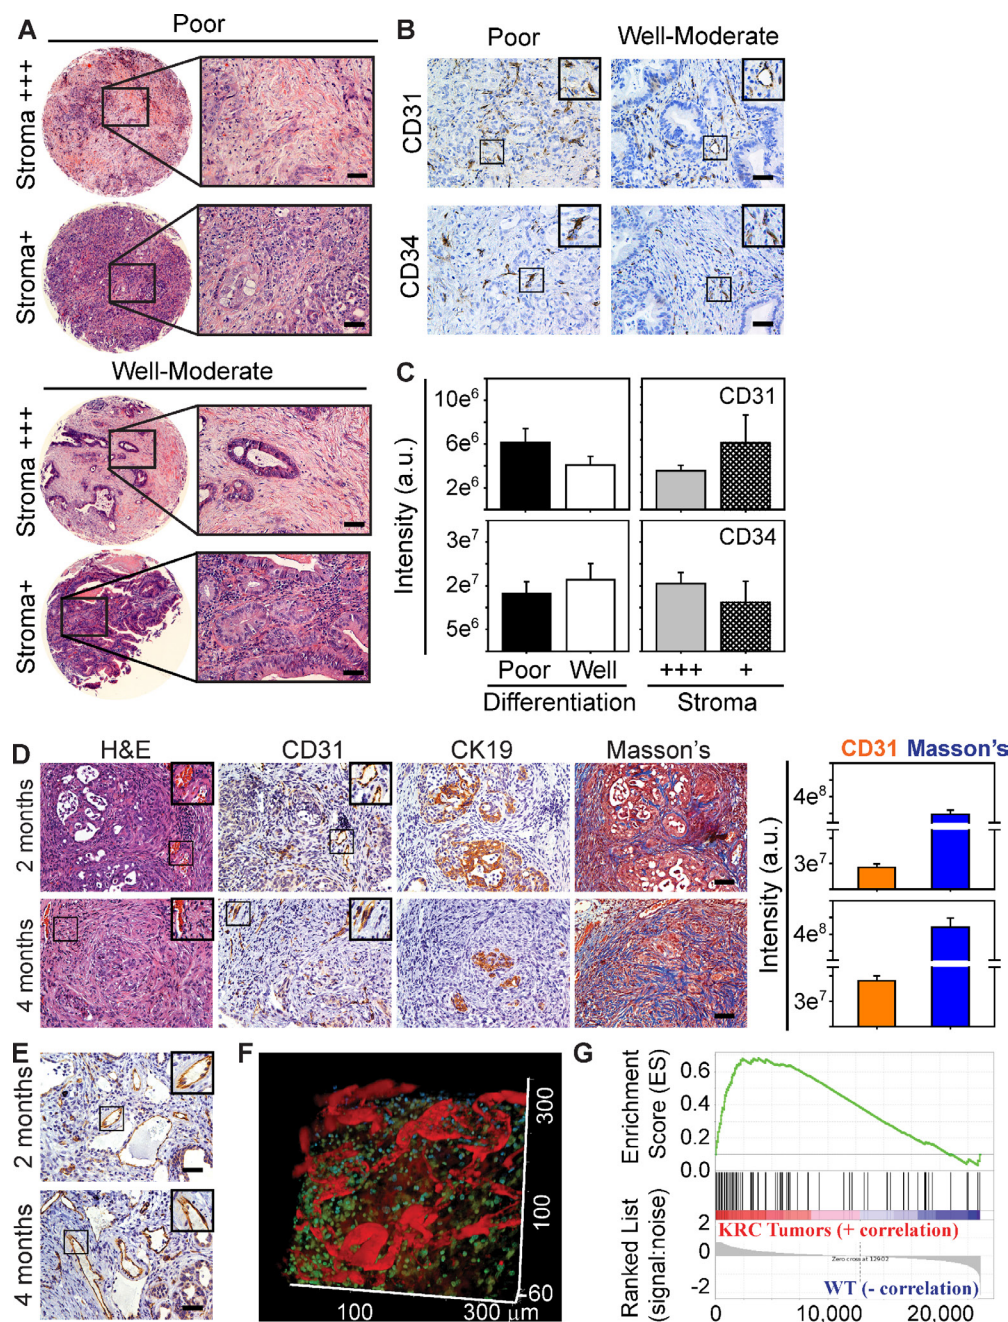 A
Poor
Stroma +++
Stroma+
Well-Moderate
Stroma +++
Stroma+
B
Poor
Well-Moderate
CD31
CD34
C
Intensity (a.u.)
10e⁶
6e⁶
2e⁶
CD31
3e⁷
2e⁷
5e⁶
CD34
Poor
Well
+++
+
Differentiation
Stroma
D
H&E
CD31
CK19
Masson's
2 months
4 months
CD31 Masson's
Intensity (a.u.)
4e⁸
3e⁷
4e⁸
3e⁷
E
2 months
4 months
F
300
100
-60
100
300 μm
G
Enrichment
Score (ES)
0.6
0.4
0.2
0.0
Ranked List
(signal:noise)
2
0
-2
KRC Tumors (+ correlation)
Zero cross at 12902
WT (- correlation)
0
10,000
20,000